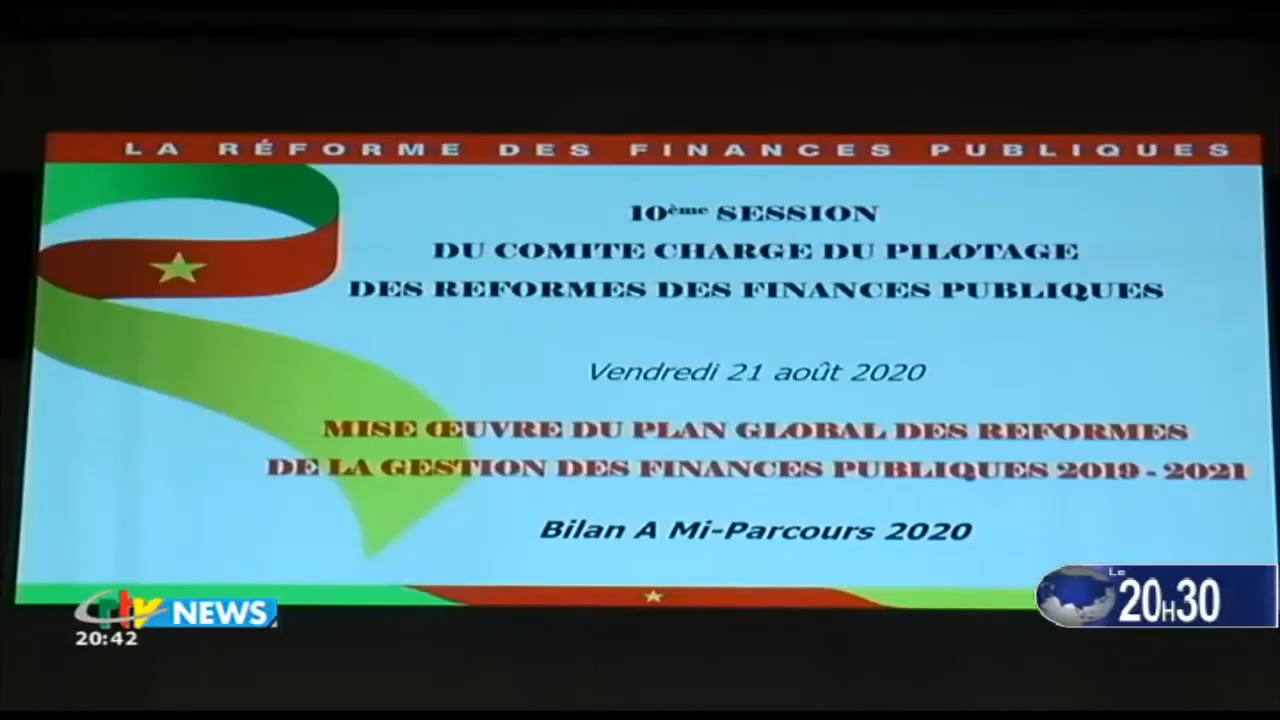 LA RÉFORME DES FINANCES PUBLIQUES
10ème SESSION
DU COMITE CHARGE DU PILOTAGE
DES REFORMES DES FINANCES PUBLIQUES
Vendredi 21 août 2020
MISE ŒUVRE DU PLAN GLOBAL DES REFORMES
DE LA GESTION DES FINANCES PUBLIQUES 2019 - 2021
Bilan A Mi-Parcours 2020
crtv NEWS
20:42
Le
20H30